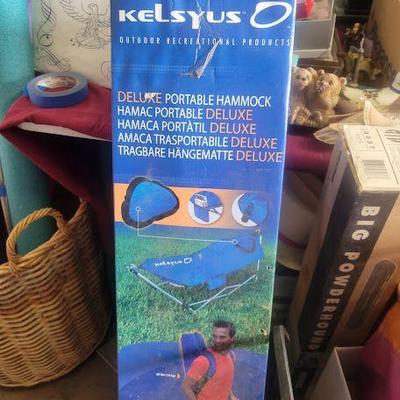 KELSYUS
OUTDOOR RECREATIONAL PRODUCTS
DELUXE PORTABLE HAMMOCK
HAMAC PORTABLE DELUXE
HAMACA PORTÁTIL DELUXE
AMACA TRASPORTABILE DELUXE
TRAGBARE HÄNGEMATTE DELUXE
KELSYUS
BIG POWDERHOUND